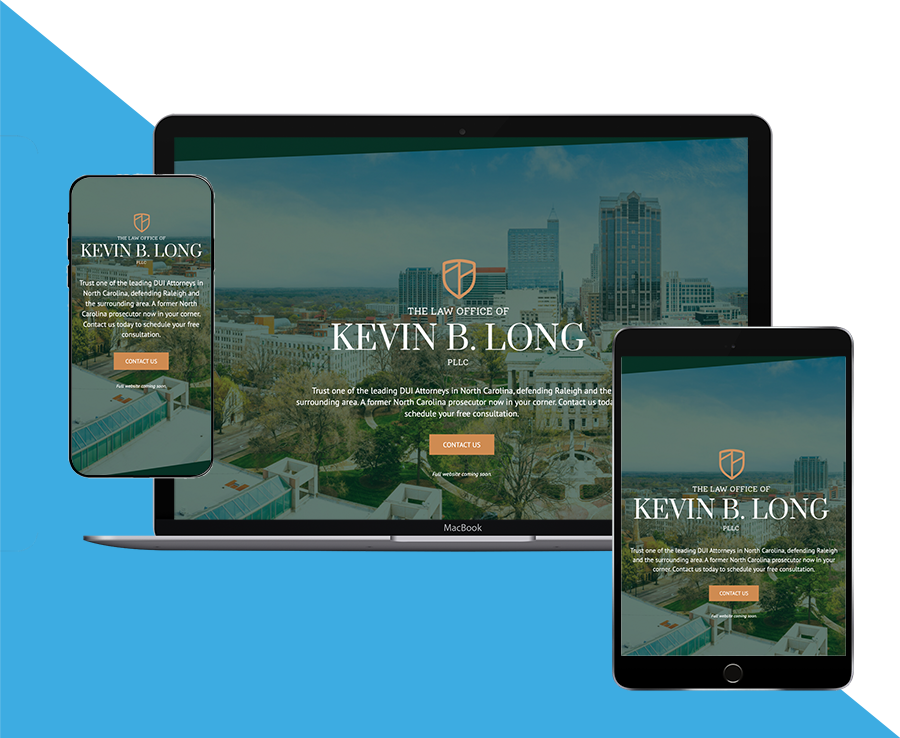 THE LAW OFFICE OF
KEVIN B. LONG
PLLC
Trust one of the leading DUI Attorneys in
North Carolina, defending Raleigh and
the surrounding area. A former North
Carolina prosecutor now in your corner.
Contact us today to schedule your free
consultation.
CONTACT US
Full website coming soon.
THE LAW OFFICE OF
KEVIN B. LONG
PLLC
Trust one of the leading DUI Attorneys in North Carolina, defending Raleigh and the
surrounding area. A former North Carolina prosecutor now in your corner. Contact us toda
schedule your free consultation.
CONTACT US
Full website coming soon.
MacBook
THE LAW OFFICE OF
KEVIN B. LONG
PLLC
Trust one of the leading DUI Attorneys in North Carolina, defending Raleigh
and the surrounding area. A former North Carolina prosecutor now in your
corner. Contact us today to schedule your free consultation.
CONTACT US
Full website coming soon.